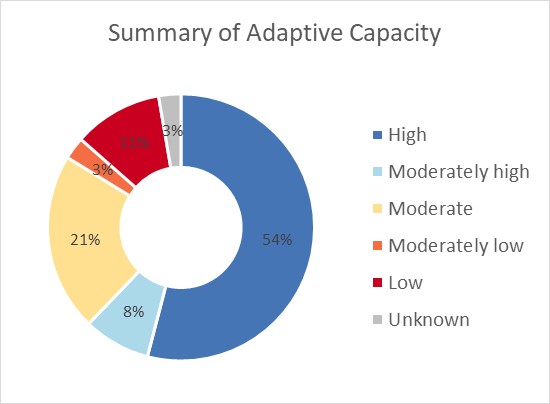 Summary of Adaptive Capacity
3%
11%
3%
21%
54%
8%
High
Moderately high
Moderate
Moderately low
Low
Unknown